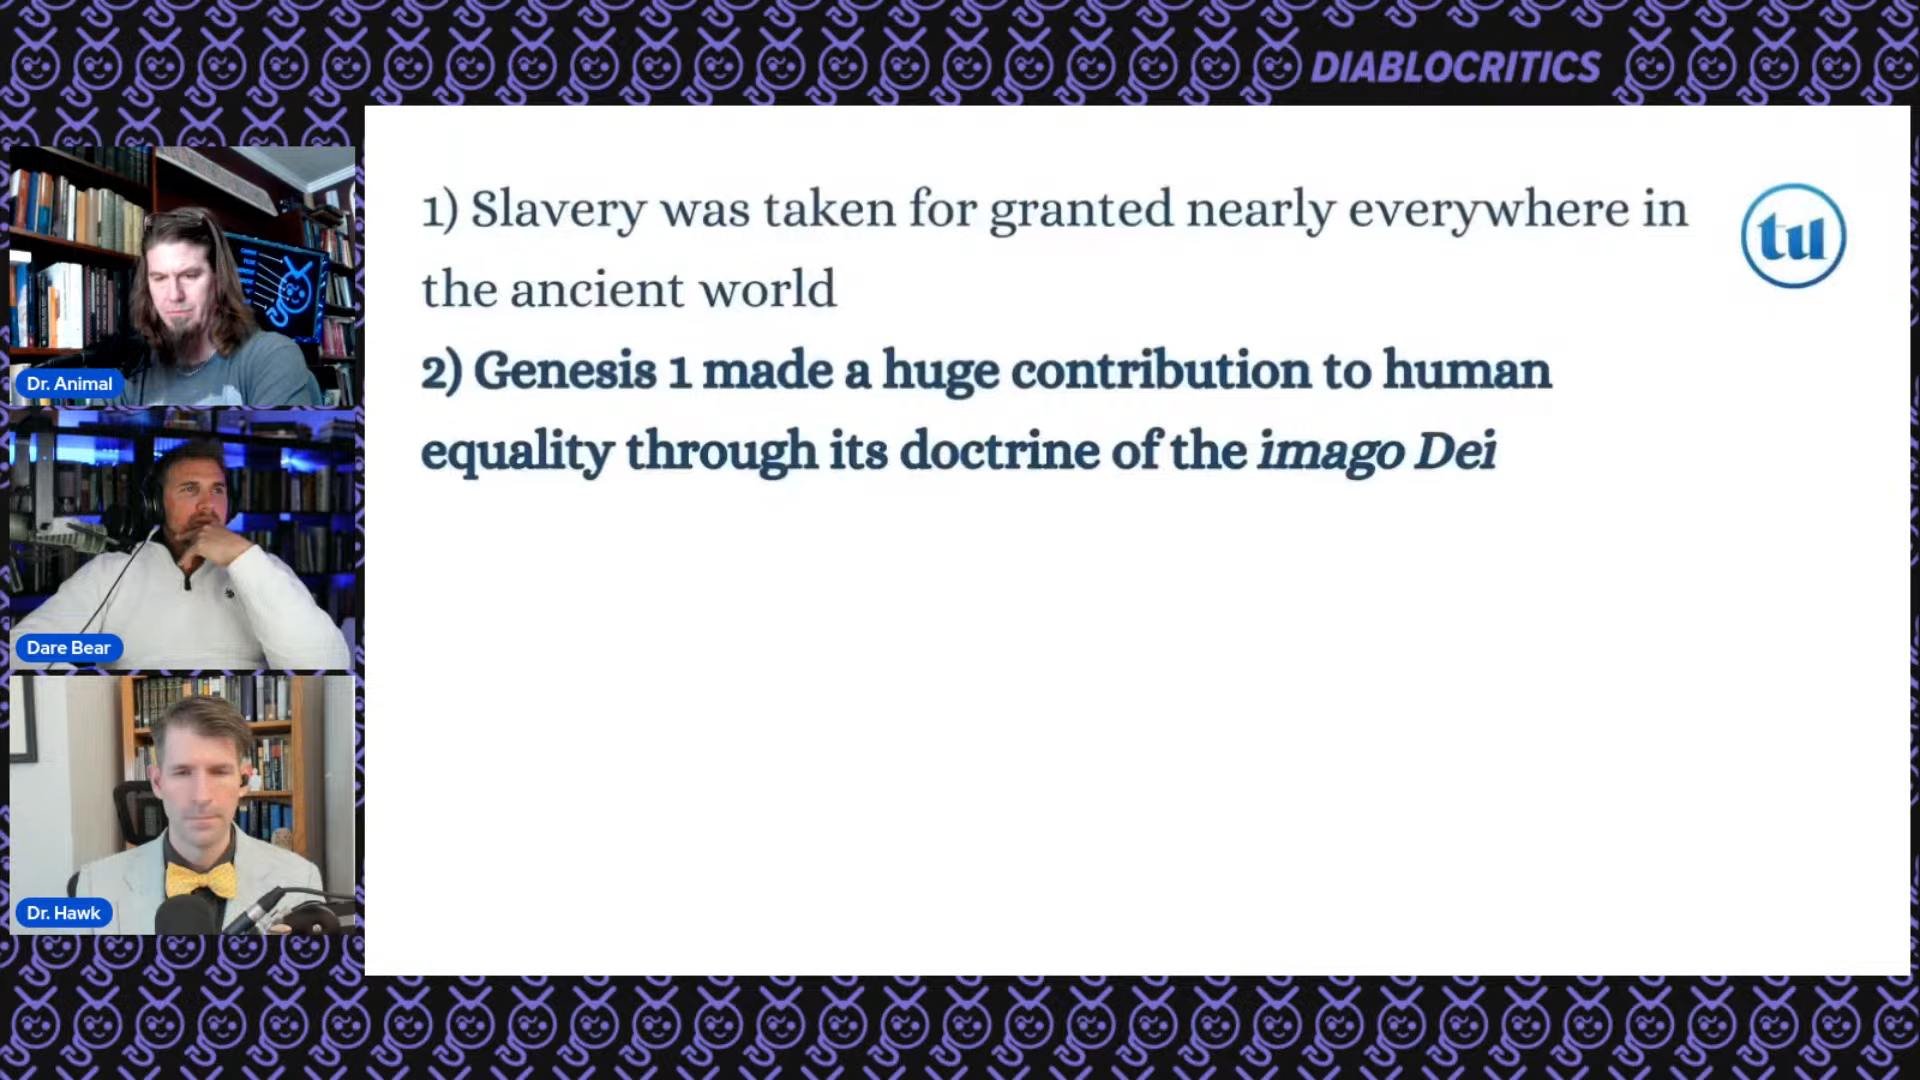 DIABLOCRITICS
1) Slavery was taken for granted nearly everywhere in
the ancient world
2) Genesis 1 made a huge contribution to human
equality through its doctrine of the imago Dei
tu
Dr. Animal
Dare Bear
Dr. Hawk